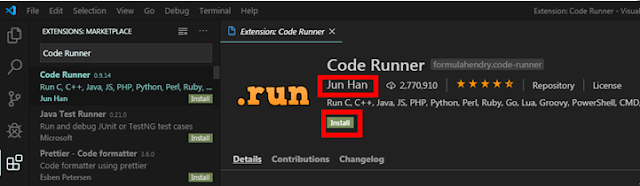 File Edit Selection View Go Debug Terminal Help Extension: Code Runner - Visual
EXTENSIONS: MARKETPLACE
Code Runner
Code Runner 0.9.14
Run C, C++, Java, JS, PHP, Python, Perl, Ruby, ...
Jun Han Install
Java Test Runner 0.21.0
Run and debug JUnit or TestNG test cases
Microsoft Install
Prettier - Code formatter 3.6.0
Code formatter using prettier
Esben Petersen Install
Extension: Code Runner
.run
Code Runner formulahendry.code-runner
Jun Han 2,770,910 Repository License
Run C, C++, Java, JS, PHP, Python, Perl, Ruby, Go, Lua, Groovy, PowerShell, CMD,
Install
Details Contributions Changelog